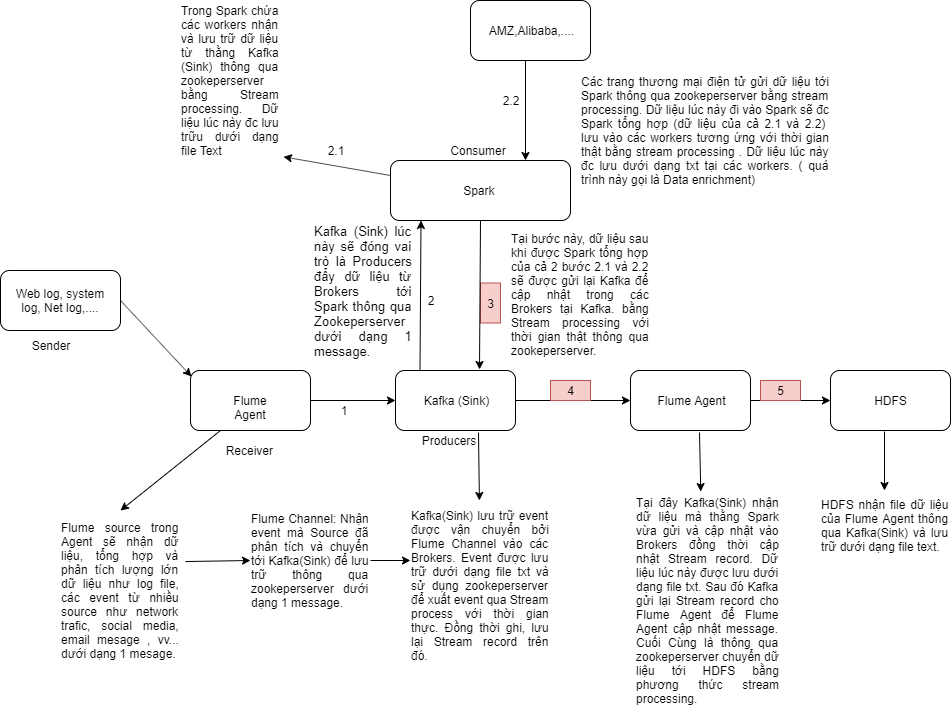 Trong Spark chứa
các workers nhận
và lưu trữ dữ liệu
từ thằng Kafka
(Sink) thông qua
zookeperserver
bằng Stream
processing. Dữ
liệu lúc này đc lưu
trữu dưới dạng
file Text
AMZ,Alibaba,....
2.2
Các trang thương mại điện tử gửi dữ liệu tới
Spark thông qua zookeperserver bằng stream
processing. Dữ liệu lúc này đi vào Spark sẽ đc
Spark tổng hợp (dữ liệu của cả 2.1 và 2.2)
lưu vào các workers tương ứng với thời gian
thật bằng stream processing . Dữ liệu lúc này
đc lưu dưới dạng txt tại các workers. ( quá
trình này gọi là Data enrichment)
2.1
Consumer
Spark
Kafka (Sink) lúc
này sẽ đóng vai
trò là Producers
đẩy dữ liệu từ
Brokers tới
Spark thông qua
Zookeperserver
dưới dạng 1
message.
2
3
Tại bước này, dữ liệu sau
khi được Spark tổng hợp
của cả 2 bước 2.1 và 2.2
sẽ được gửi lại Kafka để
cập nhật trong các
Brokers tại Kafka. bằng
Stream processing với
thời gian thật thông qua
zookeperserver.
Web log, system
log, Net log,....
Sender
Flume
Agent
Receiver
1
Kafka (Sink)
Producers
4
Flume Agent
5
HDFS
Flume source trong
Agent sẽ nhận dữ
liệu, tổng hợp và
phân tích lượng lớn
dữ liệu như log file,
các event từ nhiều
source như network
trafic, social media,
email mesage , vv...
dưới dạng 1 mesage.
Flume Channel: Nhận
event mà Source đã
phân tích và chuyển
tới Kafka(Sink) để lưu
trữ thông qua
zookeperserver dưới
dạng 1 message.
Kafka(Sink) lưu trữ event
được vận chuyển bởi
Flume Channel vào các
Brokers. Event được lưu
trữ dưới dạng file txt và
sử dụng zookeperserver
để xuất event qua Stream
process với thời gian
thực. Đồng thời ghi, lưu
lại Stream record trên
đó.
Tại đây Kafka(Sink) nhận
dữ liệu mà thằng Spark
vừa gửi và cập nhật vào
Brokers đồng thời cập
nhật Stream record. Dữ
liệu lúc này được lưu dưới
dạng file txt. Sau đó Kafka
gửi lại Stream record cho
Flume Agent để Flume
Agent cập nhật message.
Cuối Cùng là thông qua
zookeperserver chuyển dữ
liệu tới HDFS bằng
phương thức stream
processing.
HDFS nhận file dữ liệu
của Flume Agent thông
qua Kafka(Sink) và lưu
trữ dưới dạng file text.